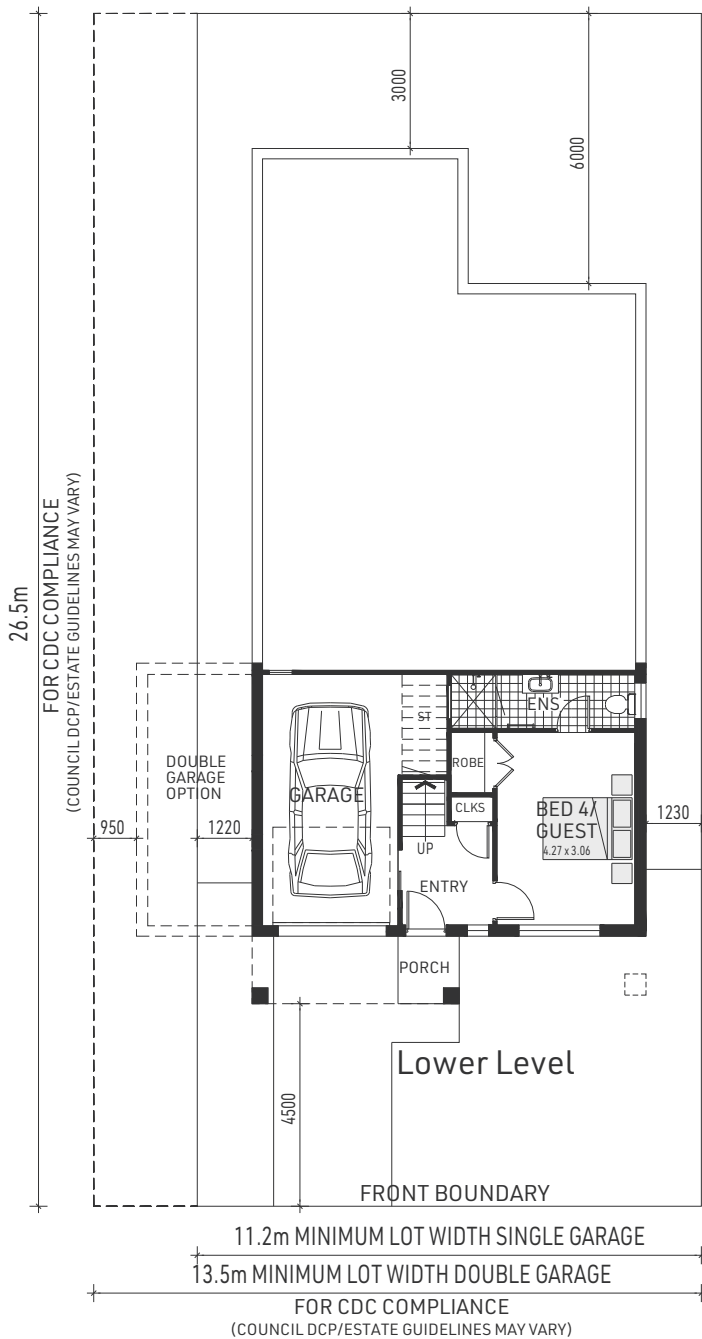 3000
6000
26.5m
FOR CDC COMPLIANCE
(COUNCIL DCP/ESTATE GUIDELINES MAY VARY)
DOUBLE
GARAGE
OPTION
950
1220
GARAGE
ST
ENS
ROBE
CLKS
BED 4/
GUEST
4.27 x 3.06
1230
UP
ENTRY
PORCH
Lower Level
4500
FRONT BOUNDARY
11.2m MINIMUM LOT WIDTH SINGLE GARAGE
13.5m MINIMUM LOT WIDTH DOUBLE GARAGE
FOR CDC COMPLIANCE
(COUNCIL DCP/ESTATE GUIDELINES MAY VARY)